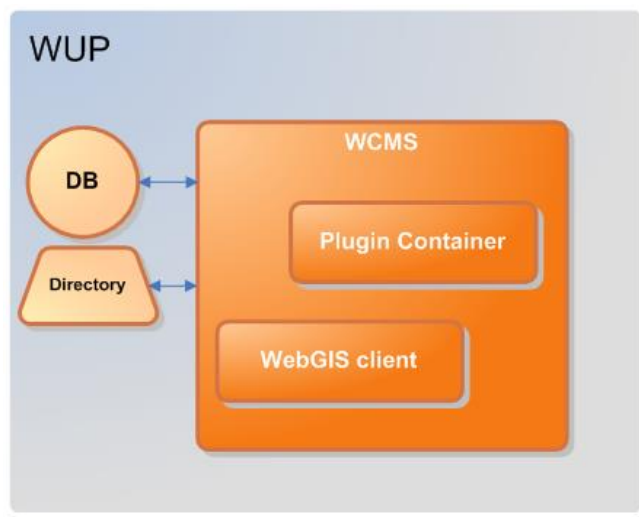 WUP
WCMS
DB
Plugin Container
Directory
WebGIS client